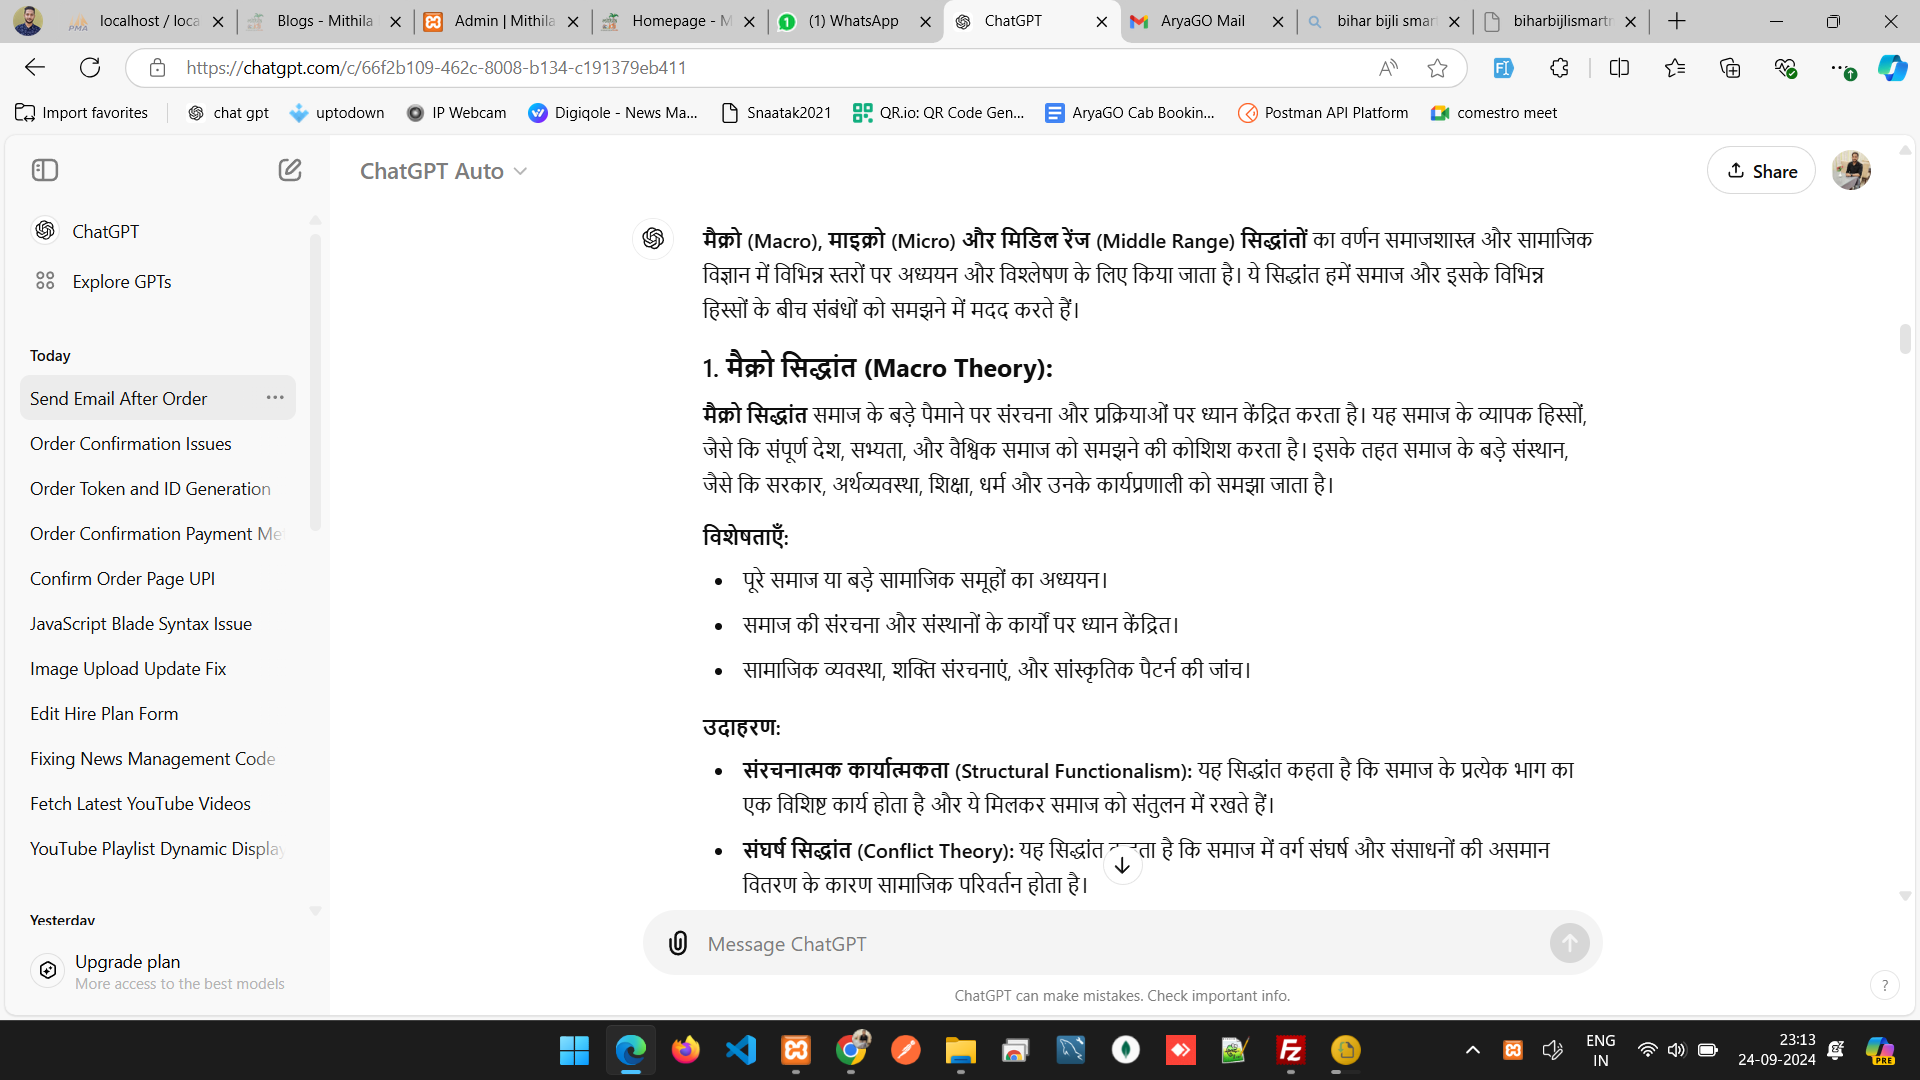 localhost / loca
Blogs - Mithila
Admin | Mithila
Homepage - M
(1) WhatsApp
ChatGPT
AryaGO Mail
bihar bijli smar
biharbijlismartm
https://chatgpt.com/c/66f2b109-462c-8008-b134-c191379eb411
Import favorites
chat gpt
uptodown
IP Webcam
Digiqole - News Ma...
Snaatak2021
QR.io: QR Code Gen...
AryaGO Cab Bookin...
Postman API Platform
comestro meet
ChatGPT
Explore GPTs
Today
Send Email After Order
Order Confirmation Issues
Order Token and ID Generation
Order Confirmation Payment Me
Confirm Order Page UPI
JavaScript Blade Syntax Issue
Image Upload Update Fix
Edit Hire Plan Form
Fixing News Management Code
Fetch Latest YouTube Videos
YouTube Playlist Dynamic Display
Yesterday
Upgrade plan
More access to the best models
ChatGPT Auto
Share
मैक्रो (Macro), माइक्रो (Micro) और मिडिल रेंज (Middle Range) सिद्धांतों का वर्णन समाजशास्त्र और सामाजिक
विज्ञान में विभिन्न स्तरों पर अध्ययन और विश्लेषण के लिए किया जाता है। ये सिद्धांत हमें समाज और इसके विभिन्न
हिस्सों के बीच संबंधों को समझने में मदद करते हैं।
1. मैक्रो सिद्धांत (Macro Theory):
मैक्रो सिद्धांत समाज के बड़े पैमाने पर संरचना और प्रक्रियाओं पर ध्यान केंद्रित करता है। यह समाज के व्यापक हिस्सों,
जैसे कि संपूर्ण देश, सभ्यता, और वैश्विक समाज को समझने की कोशिश करता है। इसके तहत समाज के बड़े संस्थान,
जैसे कि सरकार, अर्थव्यवस्था, शिक्षा, धर्म और उनके कार्यप्रणाली को समझा जाता है।
विशेषताएँ:
• पूरे समाज या बड़े सामाजिक समूहों का अध्ययन।
• समाज की संरचना और संस्थानों के कार्यों पर ध्यान केंद्रित।
• सामाजिक व्यवस्था, शक्ति संरचनाएं, और सांस्कृतिक पैटर्न की जांच।
उदाहरण:
• संरचनात्मक कार्यात्मकता (Structural Functionalism): यह सिद्धांत कहता है कि समाज के प्रत्येक भाग का
एक विशिष्ट कार्य होता है और ये मिलकर समाज को संतुलन में रखते हैं।
• संघर्ष सिद्धांत (Conflict Theory): यह सिद्धांत कहता है कि समाज में वर्ग संघर्ष और संसाधनों की असमान
वितरण के कारण सामाजिक परिवर्तन होता है।
Message ChatGPT
ChatGPT can make mistakes. Check important info.
?
ENG
IN
23:13
24-09-2024